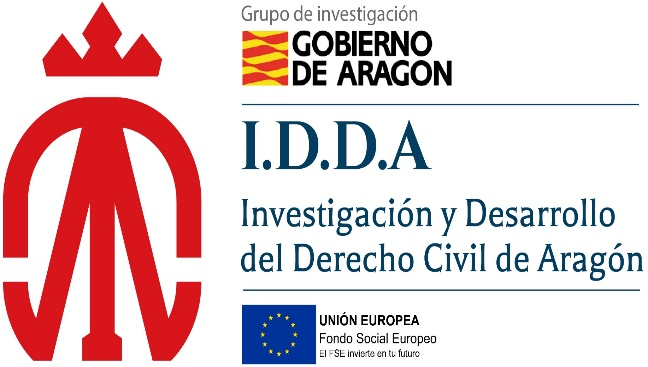 Grupo de investigación
GOBIERNO
DE ARAGON
I.D.D.A
Investigación y Desarrollo
del Derecho Civil de Aragón
UNIÓN EUROPEA
Fondo Social Europeo
El FSE invierte en tu futuro